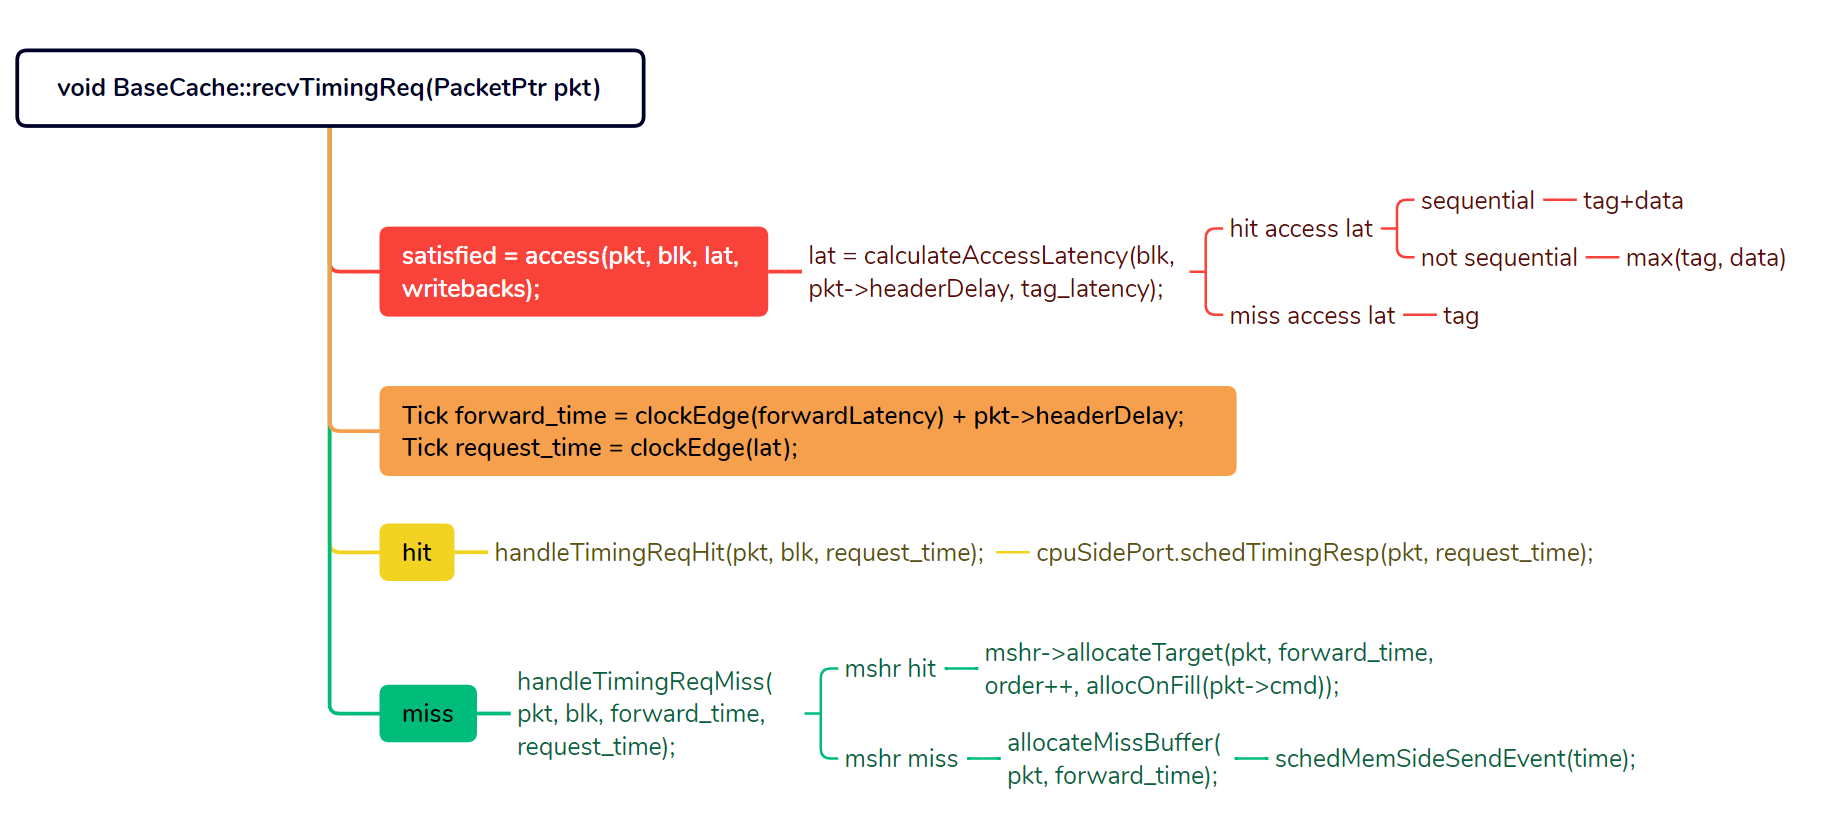 void BaseCache::recvTimingReq(PacketPtr pkt)
satisfied = access(pkt, blk, lat,
writebacks);
lat = calculateAccessLatency(blk,
pkt->headerDelay, tag_latency);
hit access lat
sequential
tag+data
not sequential
max(tag, data)
miss access lat
tag
Tick forward_time = clockEdge(forwardLatency) + pkt->headerDelay;
Tick request_time = clockEdge(lat);
hit
handleTimingReqHit(pkt, blk, request_time);
cpuSidePort.schedTimingResp(pkt, request_time);
miss
handleTimingReqMiss(
pkt, blk, forward_time,
request_time);
mshr hit
mshr->allocateTarget(pkt, forward_time,
order++, allocOnFill(pkt->cmd));
mshr miss
allocateMissBuffer(
pkt, forward_time);
schedMemSideSendEvent(time);